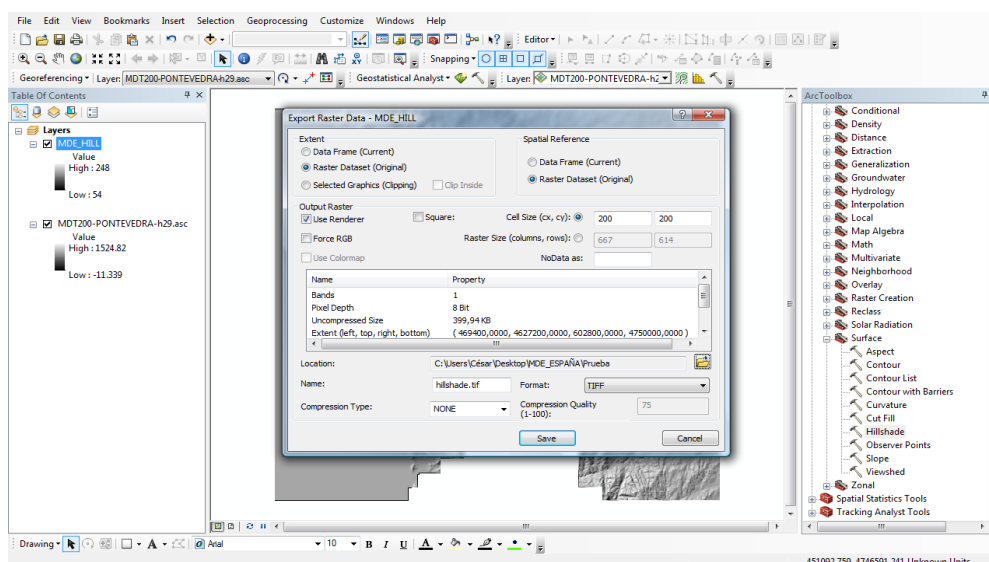 File Edit View Bookmarks Insert Selection Geoprocessing Customize Windows Help
Editor
Snapping
Georeferencing Layer: MDT200-PONTEVEDRA-h29.asc Geostatistical Analyst Layer: MDT200-PONTEVEDRA-h2
Table Of Contents
Layers
MDE_HILL
Value
High : 248
Low : 54
MDT200-PONTEVEDRA-h29.asc
Value
High : 1524.82
Low : -11.339
Export Raster Data - MDE_HILL
Extent
Data Frame (Current)
Raster Dataset (Original)
Selected Graphics (Clipping) Clip Inside
Spatial Reference
Data Frame (Current)
Raster Dataset (Original)
Output Raster
Use Renderer Square: Cell Size (cx, cy): 200 200
Force RGB Raster Size (columns, rows): 667 614
Use Colormap NoData as:
Name Property
Bands 1
Pixel Depth 8 Bit
Uncompressed Size 399,94 KB
Extent (left, top, right, bottom) ( 469400,0000, 4627200,0000, 602800,0000, 4750000,0000 )
Location: C:\Users\César\Desktop\MDE_ESPAÑA\Prueba
Name: hillshade.tif Format: TIFF
Compression Type: NONE Compression Quality (1-100): 75
Save Cancel
ArcToolbox
Conditional
Density
Distance
Extraction
Generalization
Groundwater
Hydrology
Interpolation
Local
Map Algebra
Math
Multivariate
Neighborhood
Overlay
Raster Creation
Reclass
Solar Radiation
Surface
Aspect
Contour
Contour List
Contour with Barriers
Curvature
Cut Fill
Hillshade
Observer Points
Slope
Viewshed
Zonal
Spatial Statistics Tools
Tracking Analyst Tools
Drawing A Arial 10 B I U A
451092,759 4746591,241 Unknown Units